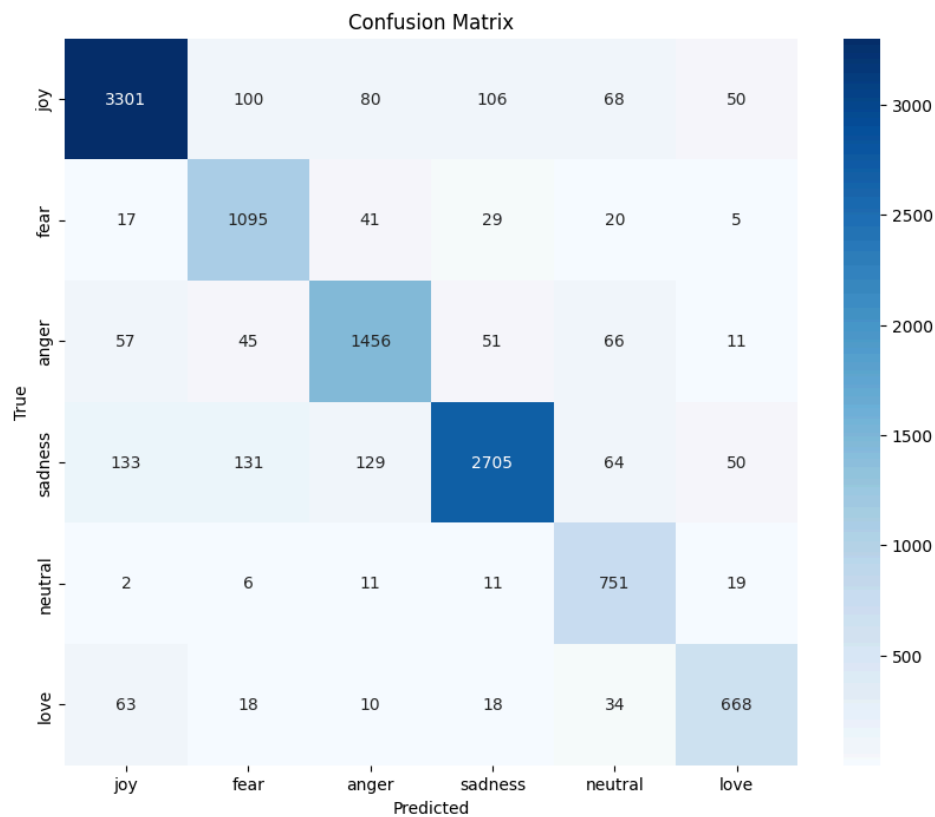 Confusion Matrix
joy 3301 100 80 106 68 50
fear 17 1095 41 29 20 5
anger 57 45 1456 51 66 11
sadness 133 131 129 2705 64 50
neutral 2 6 11 11 751 19
love 63 18 10 18 34 668
joy fear anger sadness neutral love
Predicted
True
3000
2500
2000
1500
1000
500